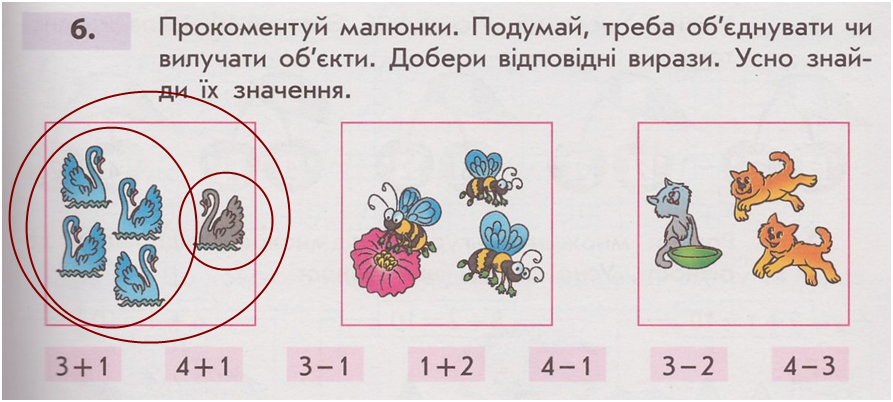 6. Прокоментуй малюнки. Подумай, треба об’єднувати чи
вилучати об’єкти. Добери відповідні вирази. Усно знай-
ди їх значення.
3+1 4+1 3−1 1+2 4−1 3−2 4−3